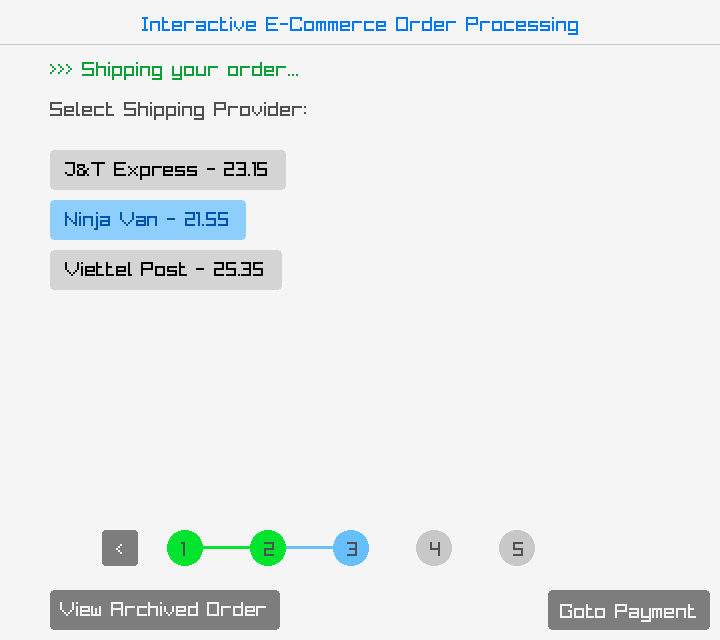 Interactive E-Commerce Order Processing
>>> Shipping your order...
Select Shipping Provider:
J&T Express - 23.15
Ninja Van - 21.55
Viettel Post - 25.35
< 1 2 3 4 5
View Archived Order
Goto Payment